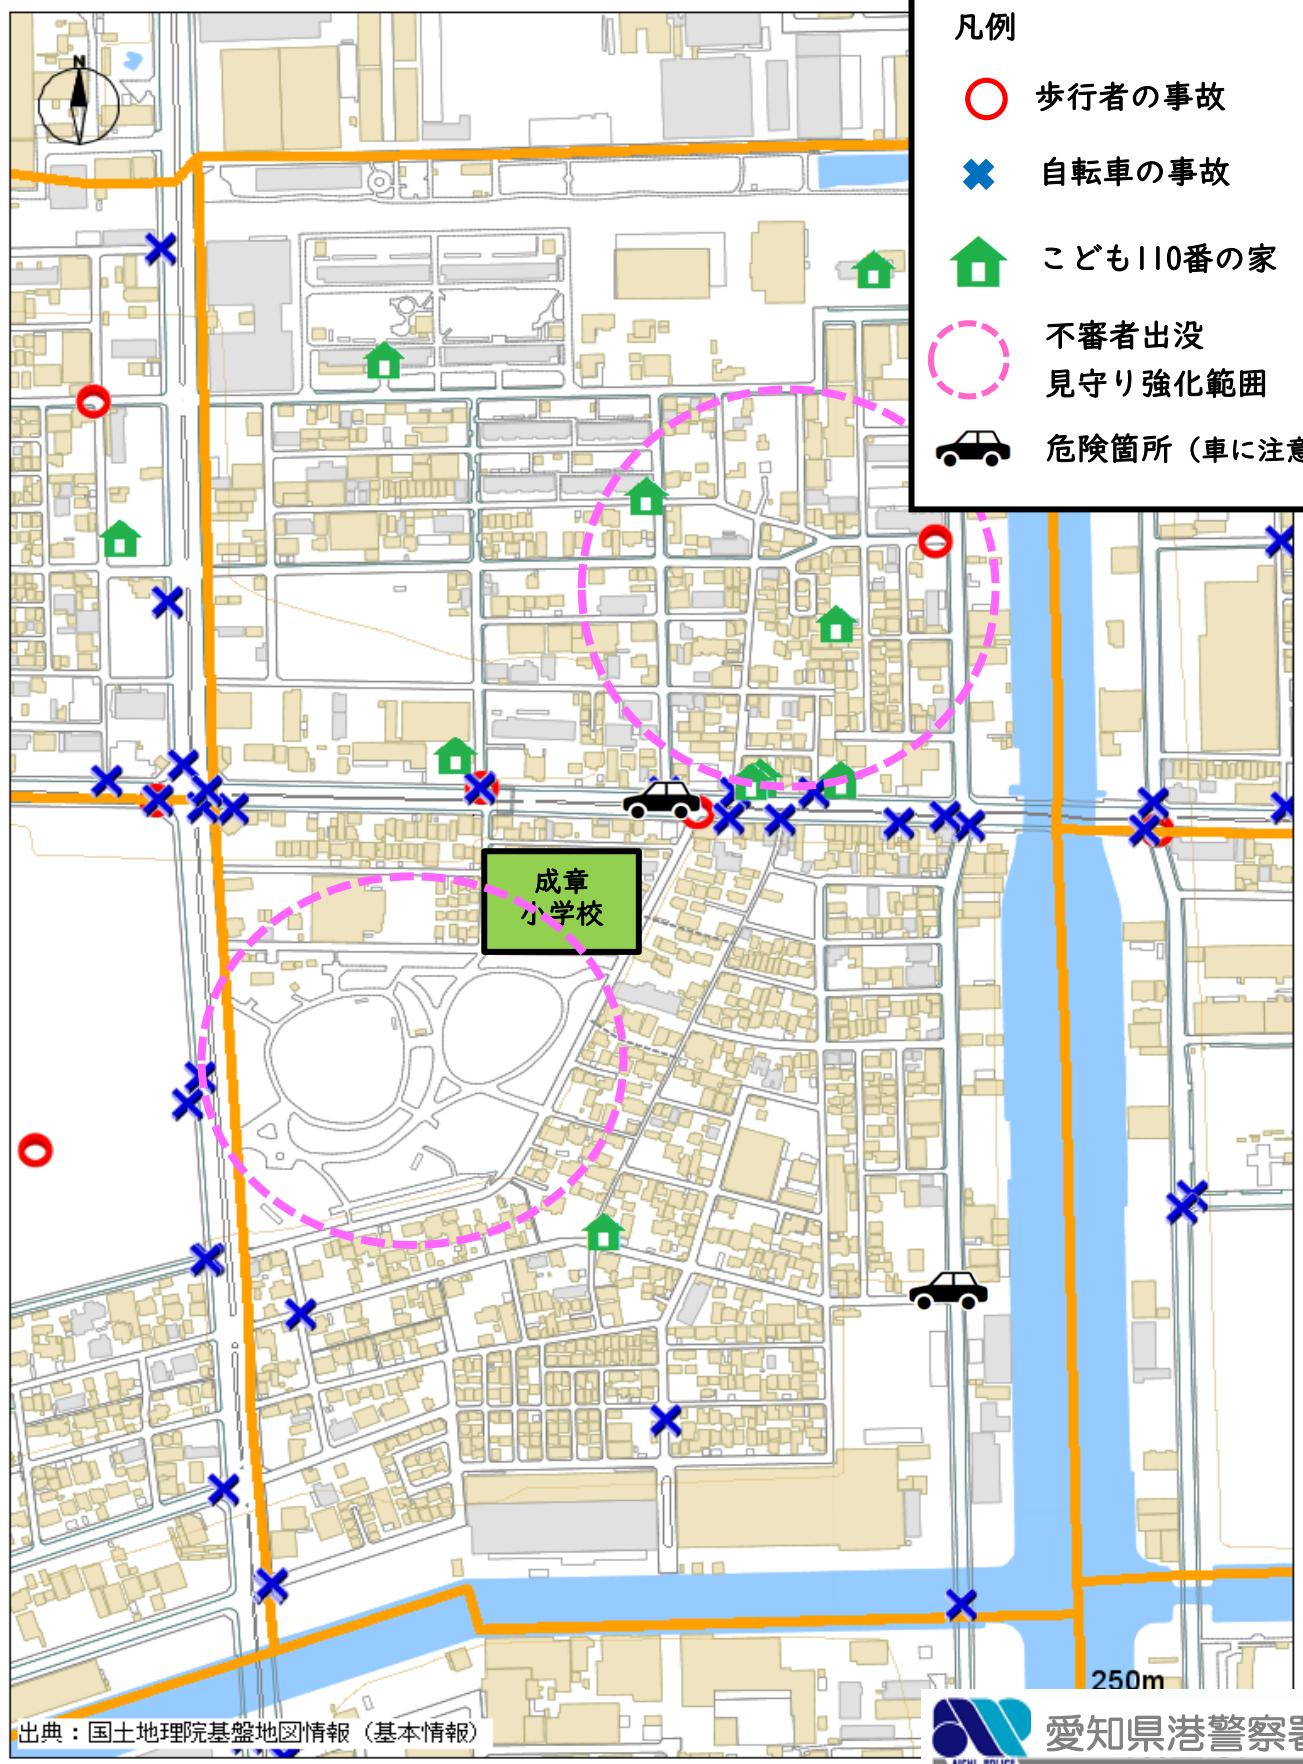 凡例
歩行者の事故
自転車の事故
こども110番の家
不審者出没
見守り強化範囲
危険箇所（車に注意
N
成章
小学校
250m
出典：国土地理院基盤地図情報（基本情報）
愛知県港警察署
AICHI POLICE